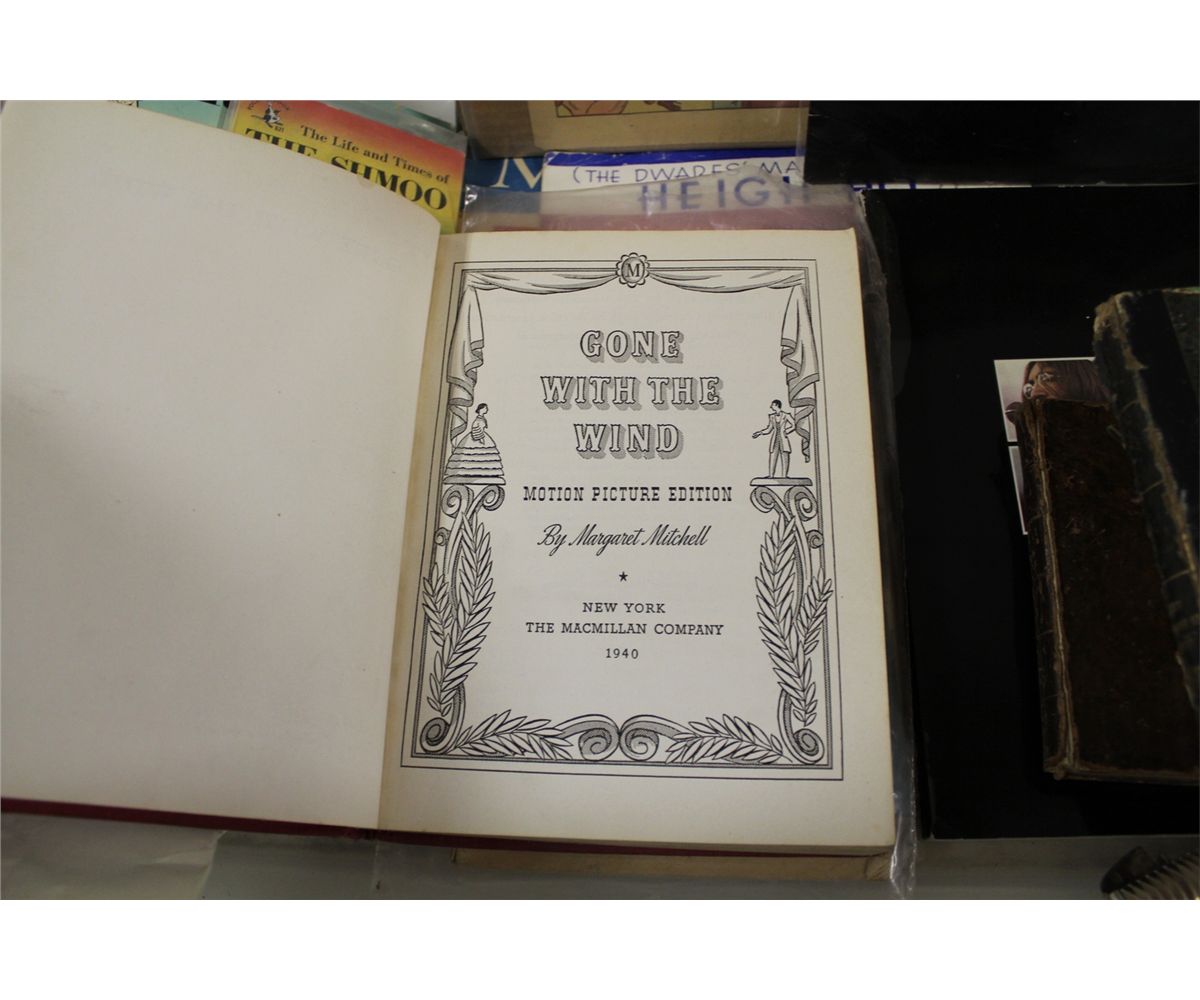 821
The Life and Times of
THE SHMOO
M
(THE DWARFS' MA
HEIGH
M
GONE
WITH THE
WIND
MOTION PICTURE EDITION
By Margaret Mitchell
★
NEW YORK
THE MACMILLAN COMPANY
1940